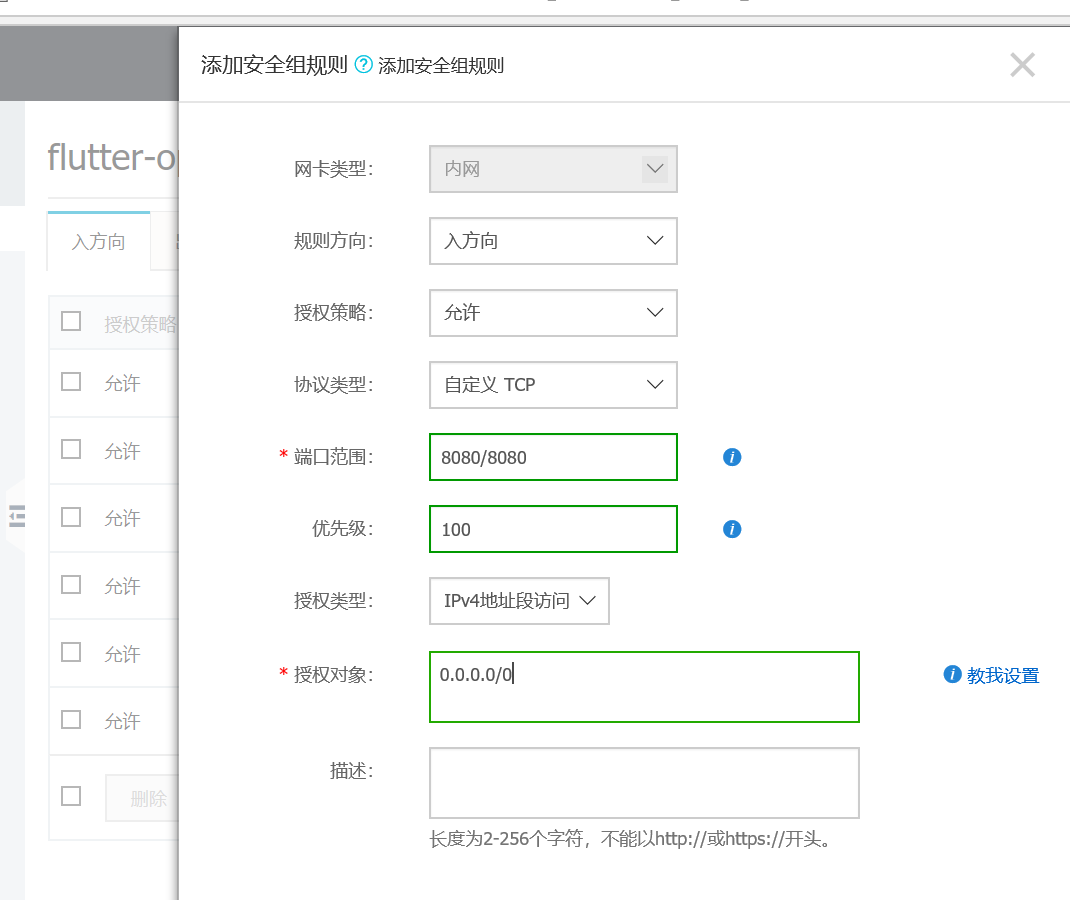 添加安全组规则 ? 添加安全组规则
flutter-o
入方向
授权策略
允许
允许
允许
允许
允许
允许
删除
网卡类型： 内网
规则方向： 入方向
授权策略： 允许
协议类型： 自定义 TCP
* 端口范围： 8080/8080
优先级： 100
授权类型： IPv4地址段访问
* 授权对象： 0.0.0.0/0 教我设置
描述：
长度为2-256个字符，不能以http://或https://开头。